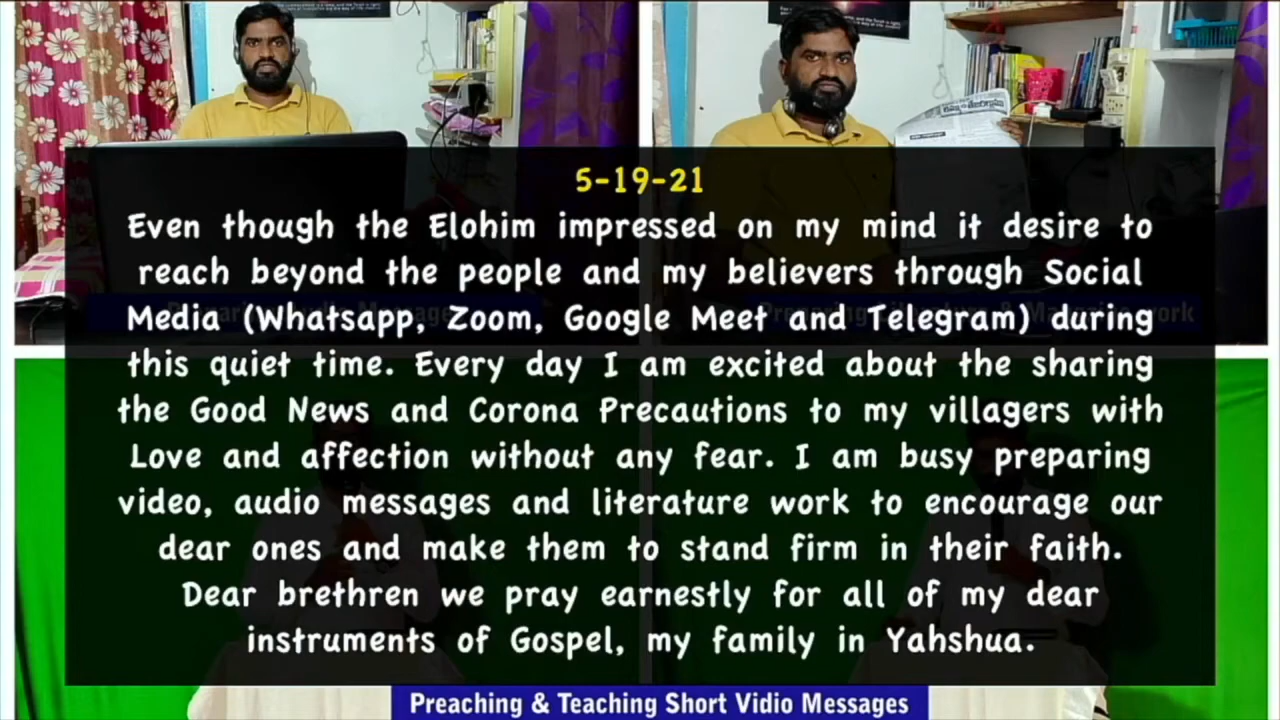 5-19-21
Even though the Elohim impressed on my mind it desire to
reach beyond the people and my believers through Social
Media (Whatsapp, Zoom, Google Meet and Telegram) during
this quiet time. Every day I am excited about the sharing
the Good News and Corona Precautions to my villagers with
Love and affection without any fear. I am busy preparing
video, audio messages and literature work to encourage our
dear ones and make them to stand firm in their faith.
Dear brethren we pray earnestly for all of my dear
instruments of Gospel, my family in Yahshua.
Preaching & Teaching Short Vidio Messages